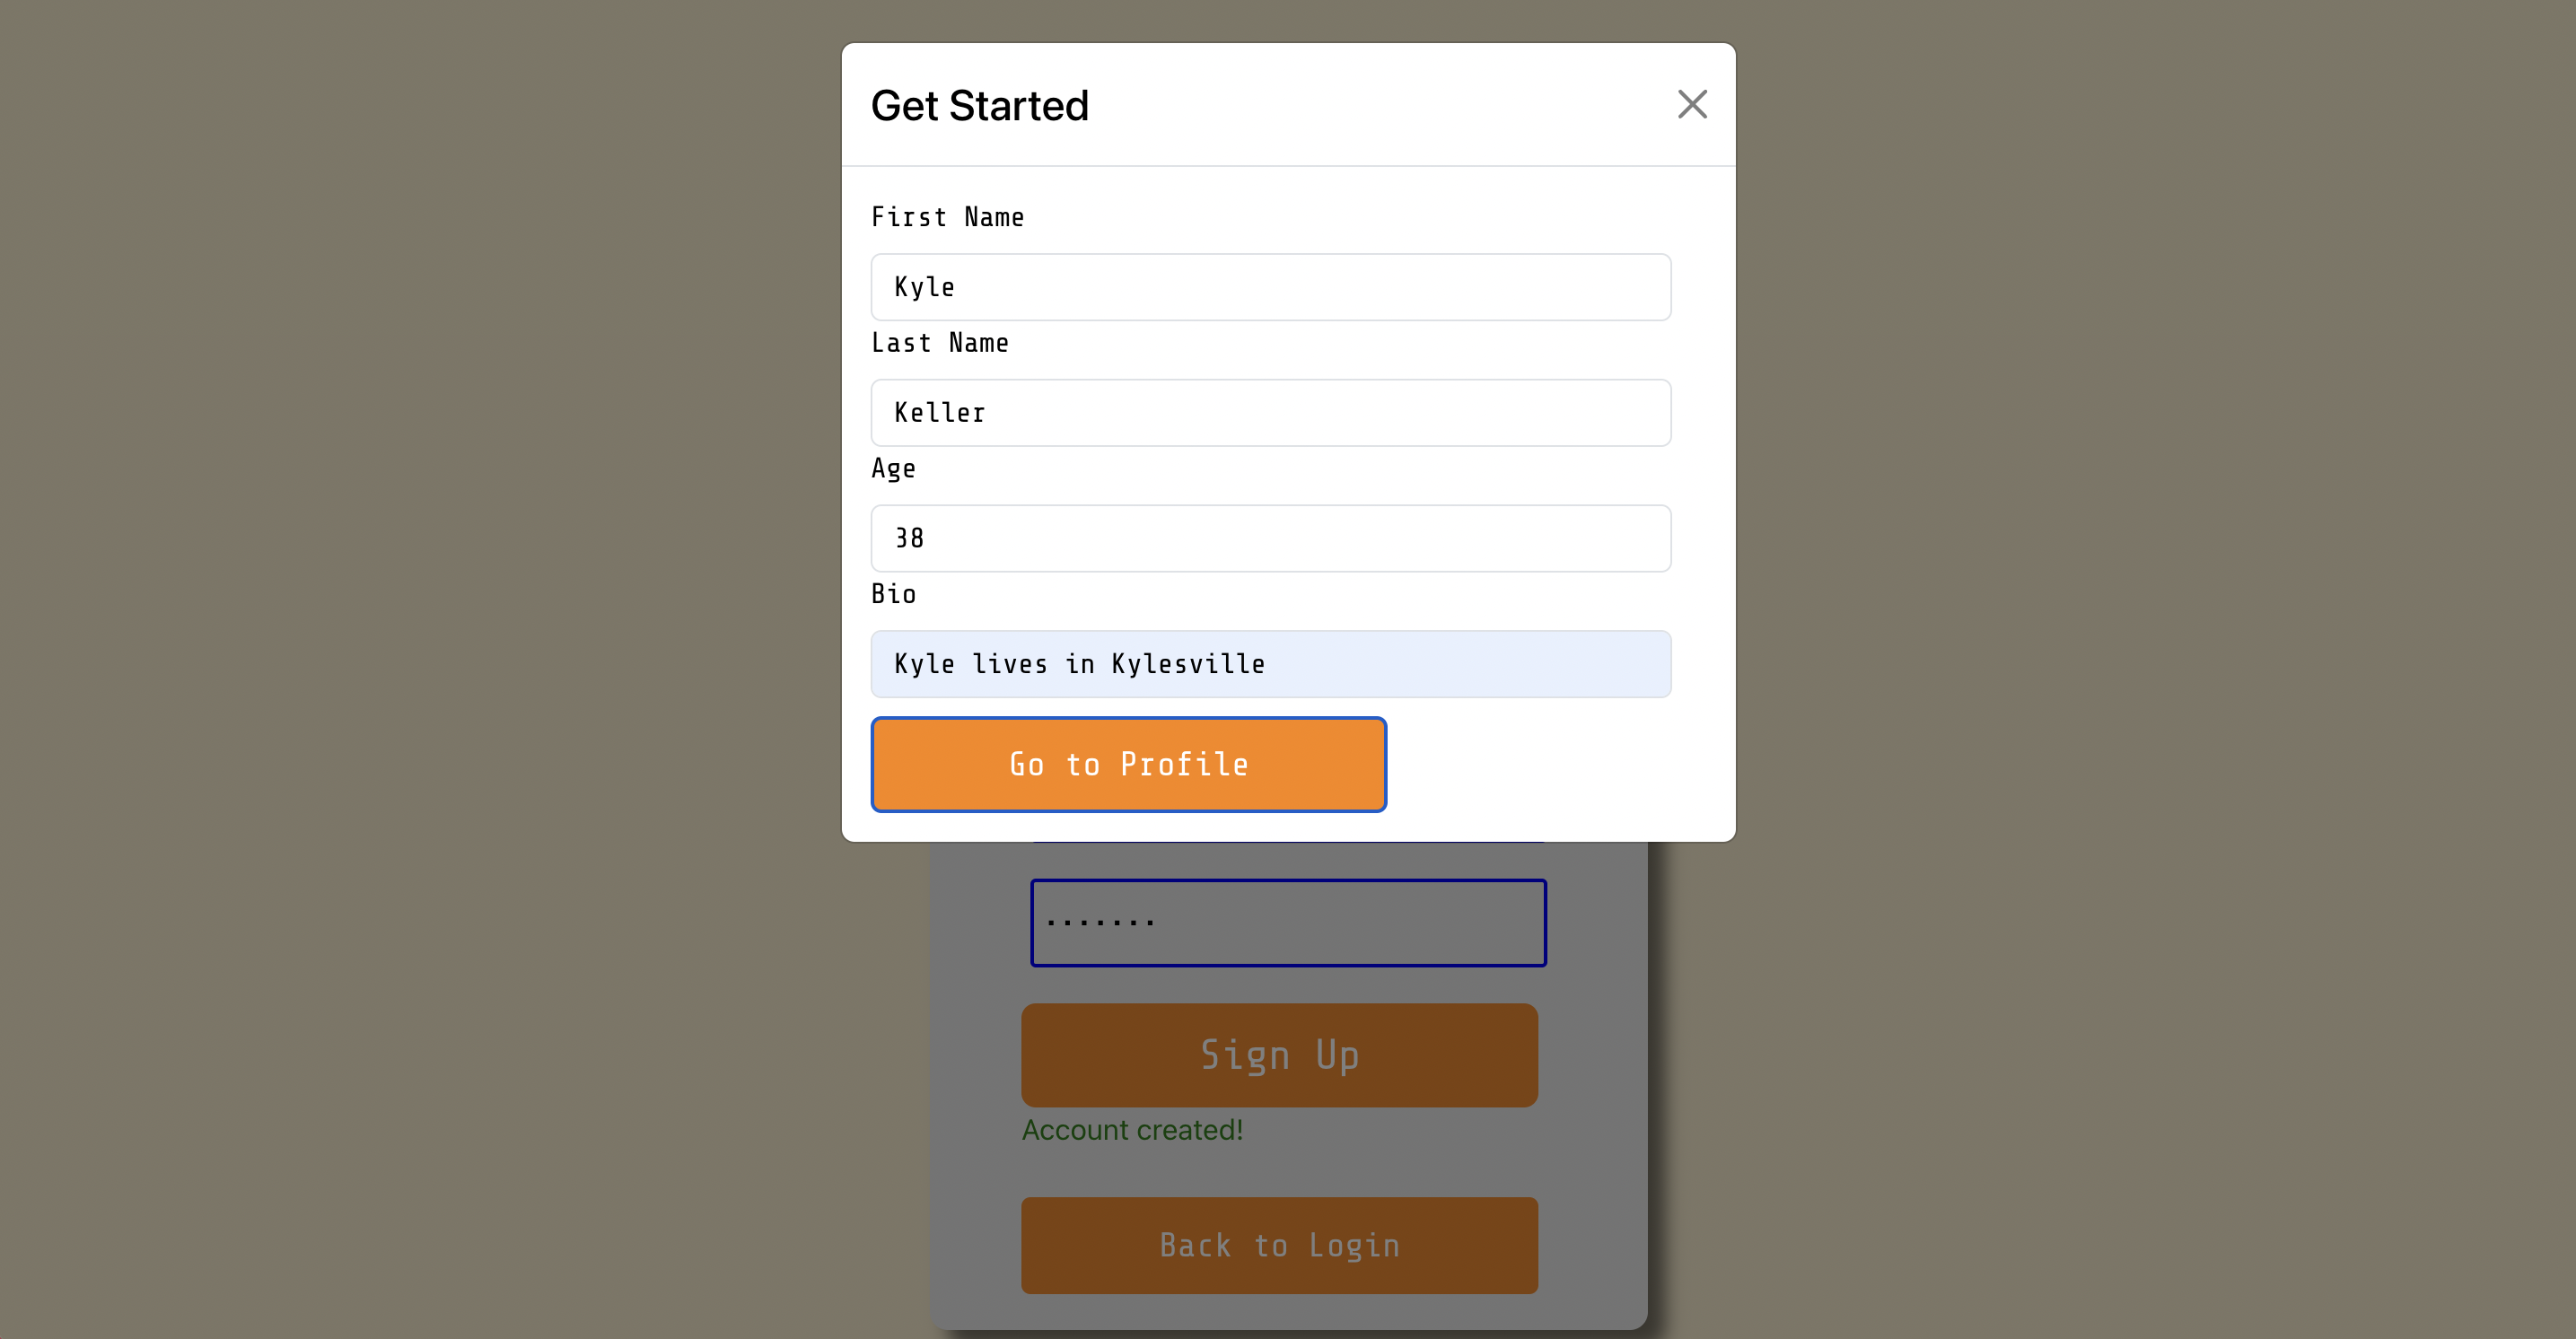 Get Started
First Name
Kyle
Last Name
Keller
Age
38
Bio
Kyle lives in Kylesville
Go to Profile
.......
Sign Up
Account created!
Back to Login